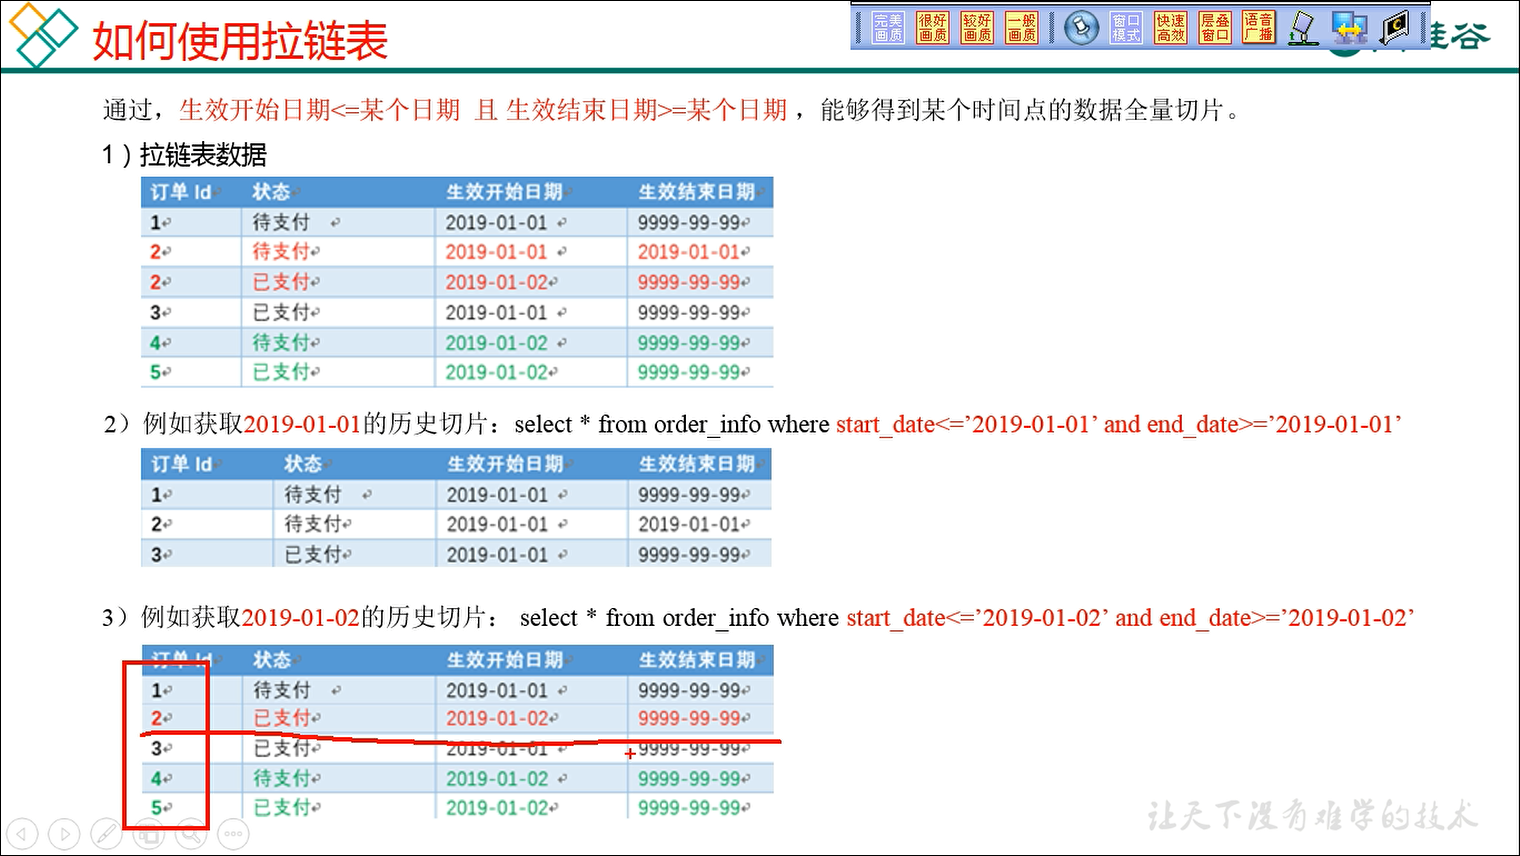 完美画质 很好画质 较好画质 一般画质 窗口模式 快速高效 层叠窗口 语音广播
如何使用拉链表
硅谷
通过，生效开始日期<=某个日期 且 生效结束日期>=某个日期 ，能够得到某个时间点的数据全量切片。
1）拉链表数据
订单 Id 状态 生效开始日期 生效结束日期
1 待支付 2019-01-01 9999-99-99
2 待支付 2019-01-01 2019-01-01
2 已支付 2019-01-02 9999-99-99
3 已支付 2019-01-01 9999-99-99
4 待支付 2019-01-02 9999-99-99
5 已支付 2019-01-02 9999-99-99
2）例如获取2019-01-01的历史切片：select * from order_info where start_date<=’2019-01-01’ and end_date>=’2019-01-01’
订单 Id 状态 生效开始日期 生效结束日期
1 待支付 2019-01-01 9999-99-99
2 待支付 2019-01-01 2019-01-01
3 已支付 2019-01-01 9999-99-99
3）例如获取2019-01-02的历史切片： select * from order_info where start_date<=’2019-01-02’ and end_date>=’2019-01-02’
订单 Id 状态 生效开始日期 生效结束日期
1 待支付 2019-01-01 9999-99-99
2 已支付 2019-01-02 9999-99-99
3 已支付 2019-01-01 9999-99-99
4 待支付 2019-01-02 9999-99-99
5 已支付 2019-01-02 9999-99-99
让天下没有难学的技术